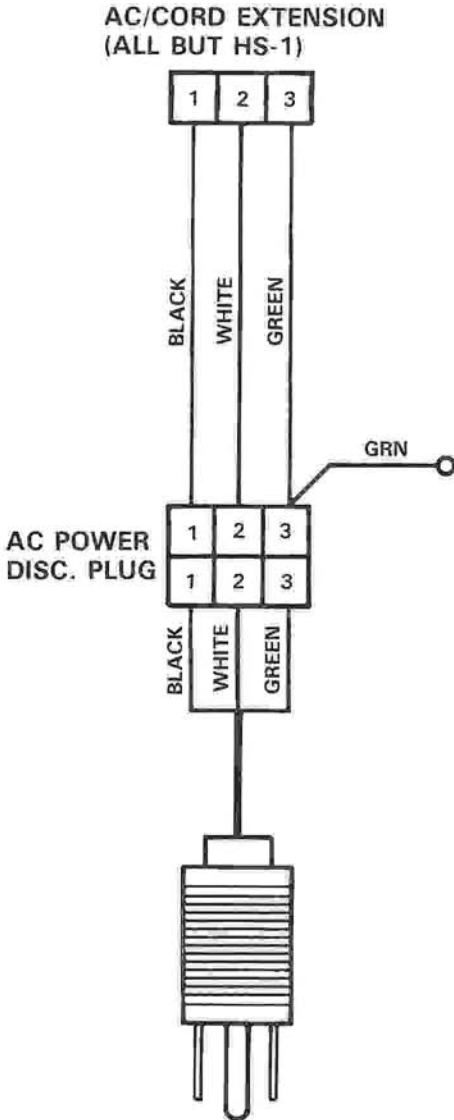 AC/CORD EXTENSION
(ALL BUT HS-1)
1 2 3
BLACK
WHITE
GREEN
GRN
AC POWER
DISC. PLUG
1 2 3
1 2 3
BLACK
WHITE
GREEN